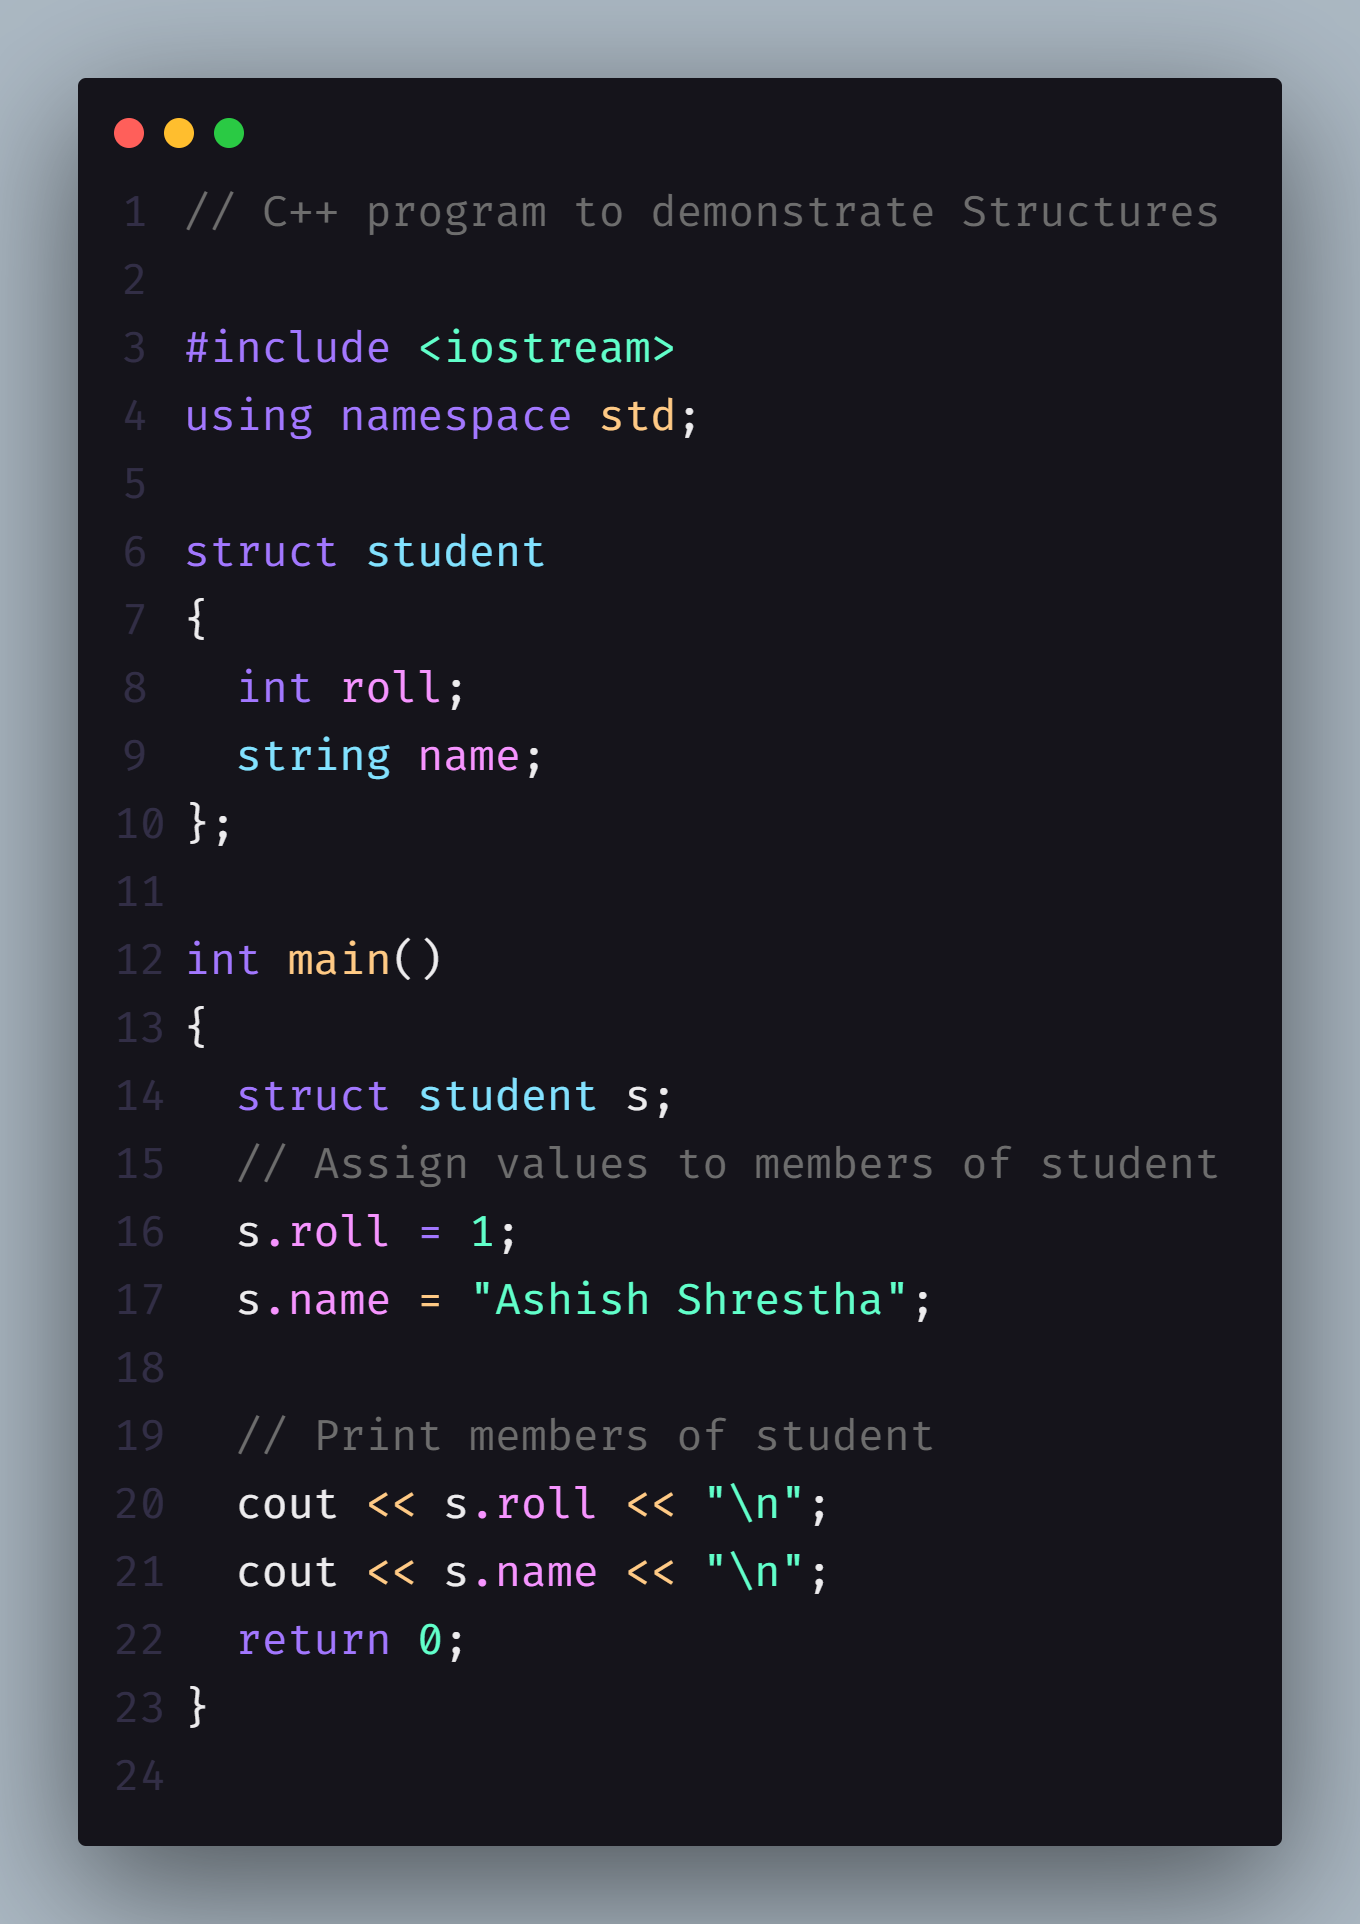 1 // C++ program to demonstrate Structures
2
3 #include <iostream>
4 using namespace std;
5
6 struct student
7 {
8   int roll;
9   string name;
10 };
11
12 int main()
13 {
14   struct student s;
15   // Assign values to members of student
16   s.roll = 1;
17   s.name = "Ashish Shrestha";
18
19   // Print members of student
20   cout << s.roll << "\n";
21   cout << s.name << "\n";
22   return 0;
23 }
24